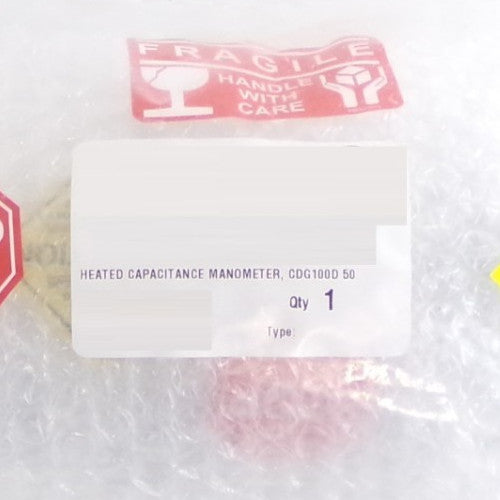 FRAGILE
HANDLE
WITH
CARE
HEATED CAPACITANCE MANOMETER, CDG100D 50
Qty 1
Type: